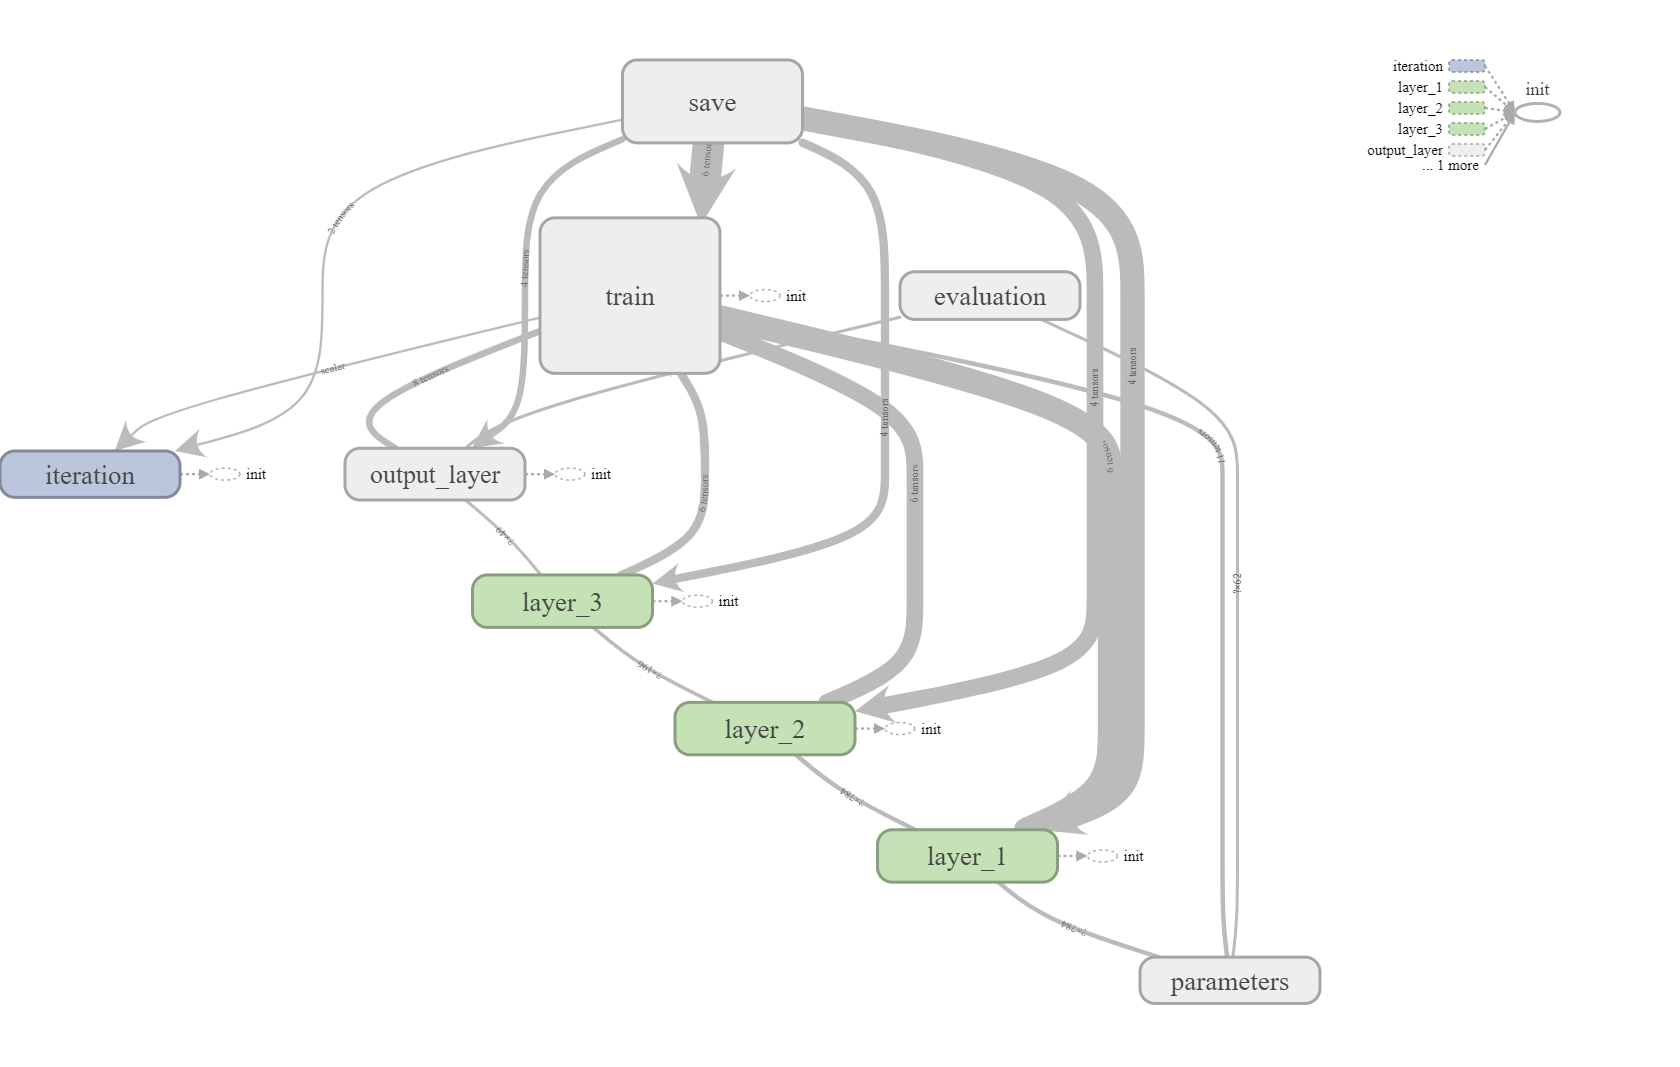 save
iteration
layer_1
layer_2
layer_3
output_layer
... 1 more
init
6 tensors
2 tensors
4 tensors
train
init
evaluation
scalar
8 tensors
4 tensors
4 tensors
4 tensors
6 tensors
11 tensors
iteration
init
output_layer
init
6 tensors
6 tensors
?×49
?×62
layer_3
init
?×196
layer_2
init
?×784
layer_1
init
?×784
parameters